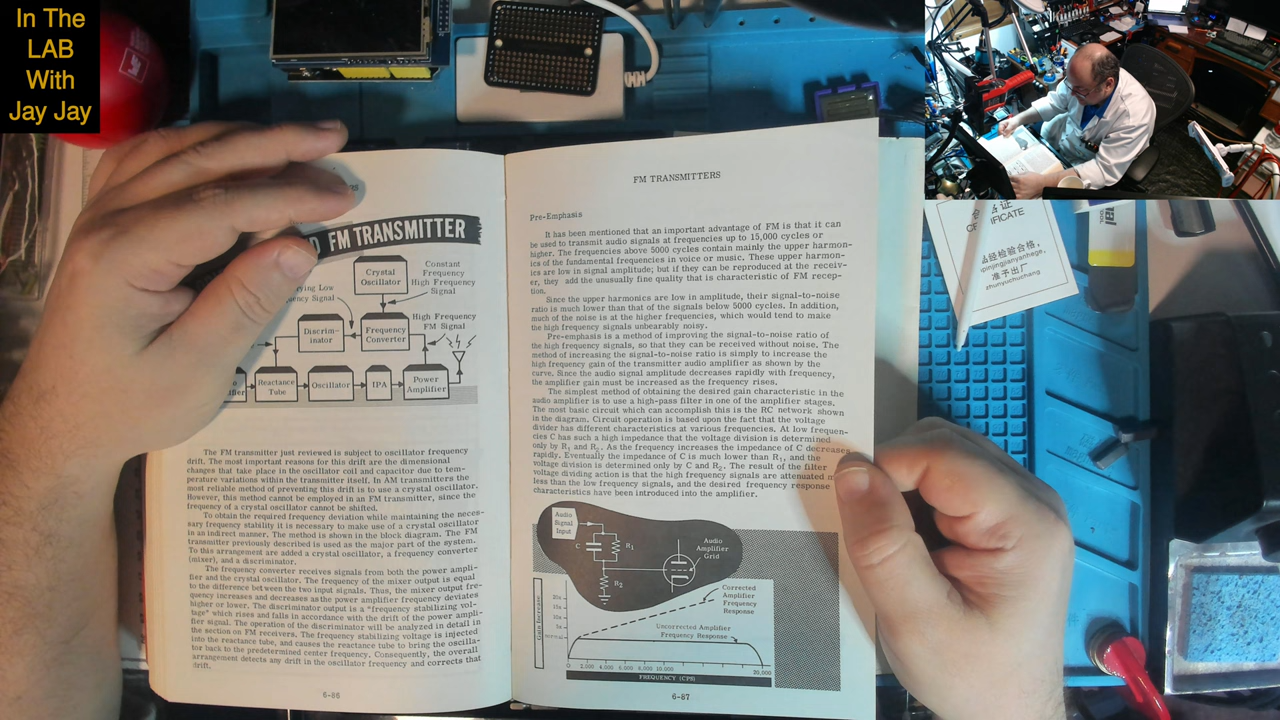 In The
LAB
With
Jay Jay
FM TRANSMITTER
Crystal
Oscillator
Constant
High Frequency
Signal
Low
Signal
High Frequency
FM Signal
Discrim-
inator
Frequency
Converter
Reactance
Tube
Oscillator
IPA
Power
Amplifier
The FM transmitter just reviewed is subject to oscillator frequency
drift. The most important reasons for this drift are the dimensional
changes that take place in the oscillator coil and capacitor due to tem-
perature variations within the transmitter itself. In AM transmitters the
most reliable method of preventing this drift is to use a crystal oscillator.
However, this method cannot be employed in an FM transmitter, since the
frequency of a crystal oscillator cannot be shifted.
To obtain the required frequency deviation while maintaining the neces-
sary frequency stability it is necessary to make use of a crystal oscillator
in an indirect manner. The method is shown in the block diagram. The FM
transmitter previously described is used as the major part of the system.
To this arrangement are added a crystal oscillator, a frequency converter
(mixer), and a discriminator.
The frequency converter receives signals from both the power ampli-
fier and the crystal oscillator. The frequency of the mixer output is equal
to the difference between the two input signals. Thus, the mixer output fre-
quency increases and decreases as the power amplifier frequency deviates
higher or lower. The discriminator output is a "frequency stabilizing vol-
tage" which rises and falls in accordance with the drift of the power ampli-
fier signal. The operation of the discriminator will be analyzed in detail in
the section on FM receivers. The frequency stabilizing voltage is injected
into the reactance tube, and causes the reactance tube to bring the oscilla-
tor back to the predetermined center frequency. Consequently, the overall
arrangement detects any drift in the oscillator frequency and corrects that
drift.
6-86
FM TRANSMITTERS
Pre-Emphasis
It has been mentioned that an important advantage of FM is that it can
be used to transmit audio signals at frequencies up to 15,000 cycles or
higher. The frequencies above 5000 cycles contain mainly the upper harmon-
ics of the fundamental frequencies in voice or music. These upper harmon-
ics are low in signal amplitude; but if they can be reproduced at the receiv-
er, they add the unusually fine quality that is characteristic of FM recep-
tion.
Since the upper harmonics are low in amplitude, their signal-to-noise
ratio is much lower than that of the signals below 5000 cycles. In addition,
much of the noise is at the higher frequencies, which would tend to make
the high frequency signals unbearably noisy.
Pre-emphasis is a method of improving the signal-to-noise ratio of
the high frequency signals, so that they can be received without noise. The
method of increasing the signal-to-noise ratio is simply to increase the
high frequency gain of the transmitter audio amplifier as shown by the
curve. Since the audio signal amplitude decreases rapidly with frequency,
the amplifier gain must be increased as the frequency rises.
The simplest method of obtaining the desired gain characteristic in the
audio amplifier is to use a high-pass filter in one of the amplifier stages.
The most basic circuit which can accomplish this is the RC network shown
in the diagram. Circuit operation is based upon the fact that the voltage
divider has different characteristics at various frequencies. At low frequen-
cies C has such a high impedance that the voltage division is determined
only by R1 and R2. As the frequency increases the impedance of C decreases
rapidly. Eventually the impedance of C is much lower than R1, and the
voltage division is determined only by C and R2. The result of the filter
voltage dividing action is that the high frequency signals are attenuated
less than the low frequency signals, and the desired frequency response
characteristics have been introduced into the amplifier.
Audio
Signal
Input
C
R1
R2
Audio
Amplifier
Grid
Gain Increase
20x
15x
10x
5x
Corrected
Amplifier
Frequency
Response
Uncorrected Amplifier
Frequency Response
0 2,000 4,000 6,000 8,000 10,000 20,000
FREQUENCY (CPS)
6-87
合 证
经检验合格,
准予出厂
zhunyuchuchang